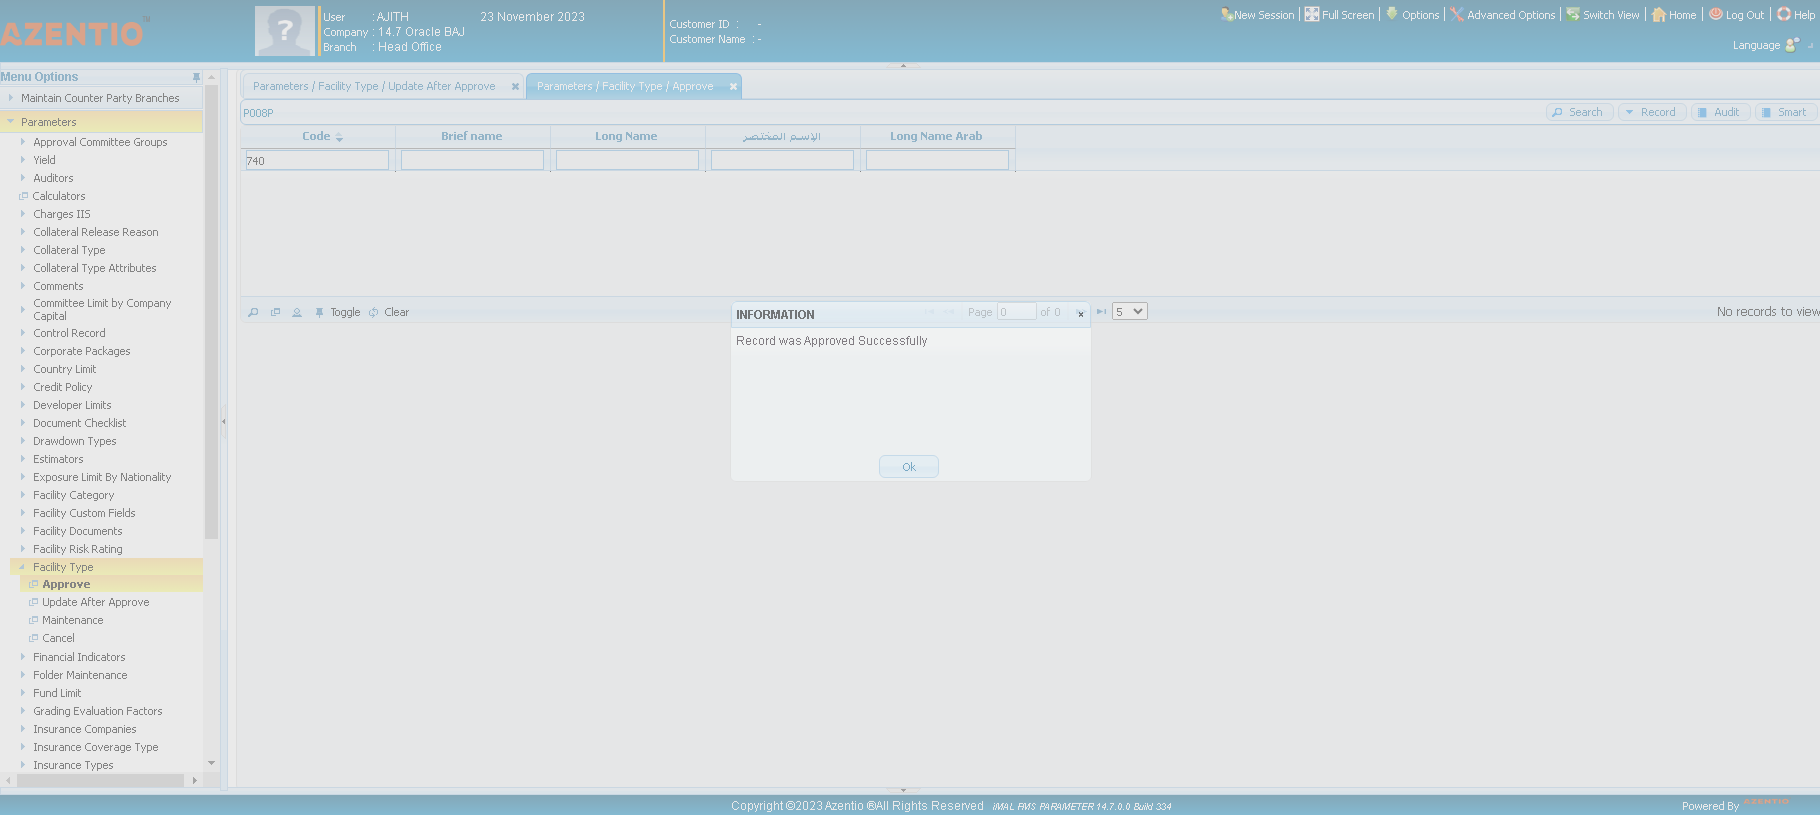 AZENTIO™
User : AJITH 23 November 2023
Company : 14.7 Oracle BAJ
Branch : Head Office
Customer ID : -
Customer Name : -
New Session Full Screen Options Advanced Options Switch View Home Log Out Help
Language
Menu Options
Maintain Counter Party Branches
Parameters
Approval Committee Groups
Yield
Auditors
Calculators
Charges IIS
Collateral Release Reason
Collateral Type
Collateral Type Attributes
Comments
Committee Limit by Company
Capital
Control Record
Corporate Packages
Country Limit
Credit Policy
Developer Limits
Document Checklist
Drawdown Types
Estimators
Exposure Limit By Nationality
Facility Category
Facility Custom Fields
Facility Documents
Facility Risk Rating
Facility Type
Approve
Update After Approve
Maintenance
Cancel
Financial Indicators
Folder Maintenance
Fund Limit
Grading Evaluation Factors
Insurance Companies
Insurance Coverage Type
Insurance Types
Parameters / Facility Type / Update After Approve
Parameters / Facility Type / Approve
P008P
Search Record Audit Smart
Code Brief name Long Name الإسم المختصر Long Name Arab
740
Toggle Clear
Page 0 of 0 5
No records to view
INFORMATION
Record was Approved Successfully
Ok
Copyright ©2023 Azentio ®All Rights Reserved iMAL RMS PARAMETER 14.7.0.0 Build 334
Powered By AZENTIO